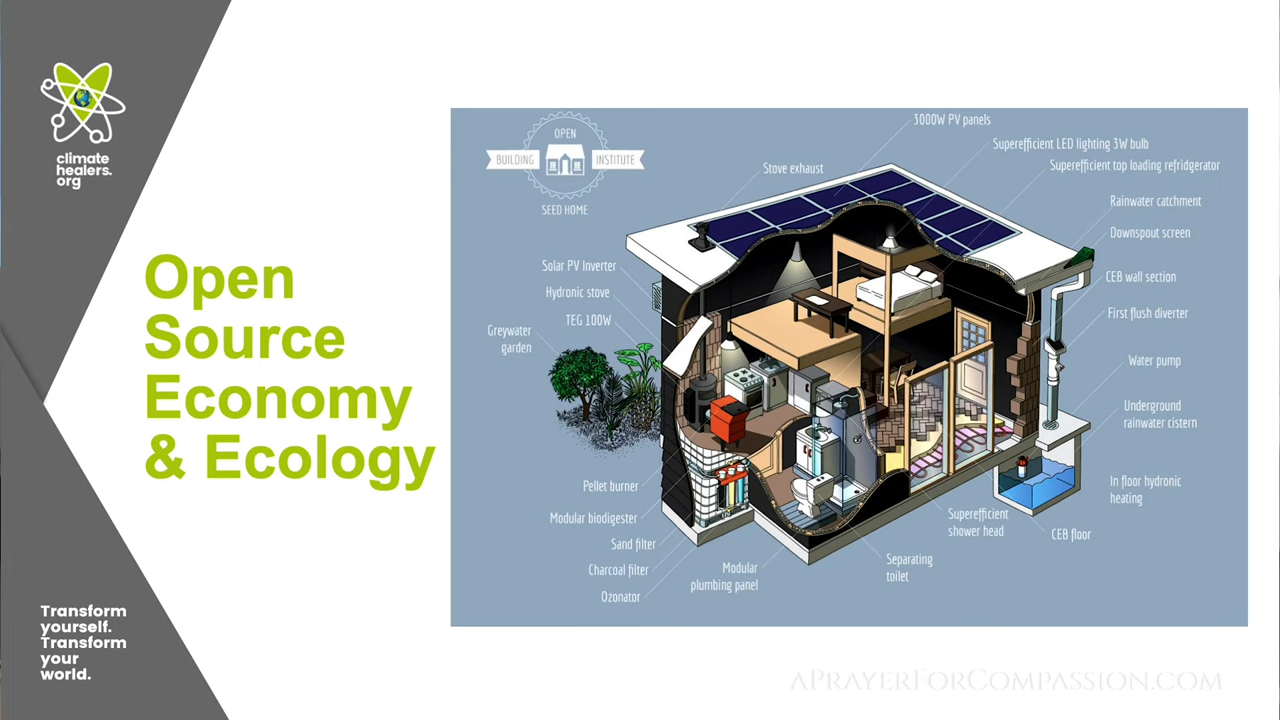 climate
healers.
org
Open
Source
Economy
& Ecology
Transform
yourself.
Transform
your
world.
OPEN
BUILDING INSTITUTE
SEED HOME
Stove exhaust
3000W PV panels
Superefficient LED lighting 3W bulb
Superefficient top loading refridgerator
Rainwater catchment
Downspout screen
CEB wall section
First flush diverter
Water pump
Underground
rainwater cistern
In floor hydronic
heating
CEB floor
Superefficient
shower head
Separating
toilet
Modular
plumbing panel
Solar PV Inverter
Hydronic stove
TEG 100W
Greywater
garden
Pellet burner
Modular biodigester
Sand filter
Charcoal filter
Ozonator
aPrayerForCompassion.com